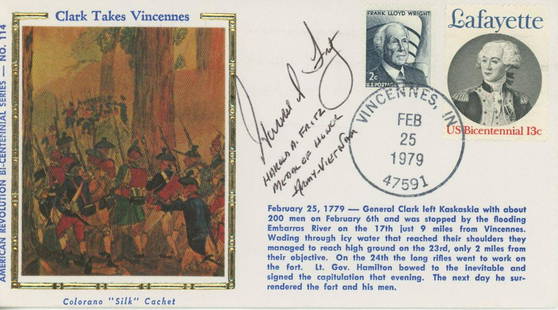 AMERICAN REVOLUTION BI-CENTENNIAL SERIES — NO. 114
Clark Takes Vincennes
Colorano "Silk" Cachet
HAROLD A. FRITZ
MEDAL OF HONOR
ARMY-VIETNAM
FRANK LLOYD WRIGHT
2c
U.S. POSTAGE
Lafayette
US Bicentennial 13c
VINCENNES, IN
FEB
25
1979
47591
February 25, 1779 — General Clark left Kaskaskia with about
200 men on February 6th and was stopped by the flooding
Embarros River on the 17th just 9 miles from Vincennes.
Wading through icy water that reached their shoulders they
managed to reach high ground on the 23rd, only 2 miles from
their objective. On the 24th the long rifles went to work on
the fort. Lt. Gov. Hamilton bowed to the inevitable and
signed the capitulation that evening. The next day he sur-
rendered the fort and his men.